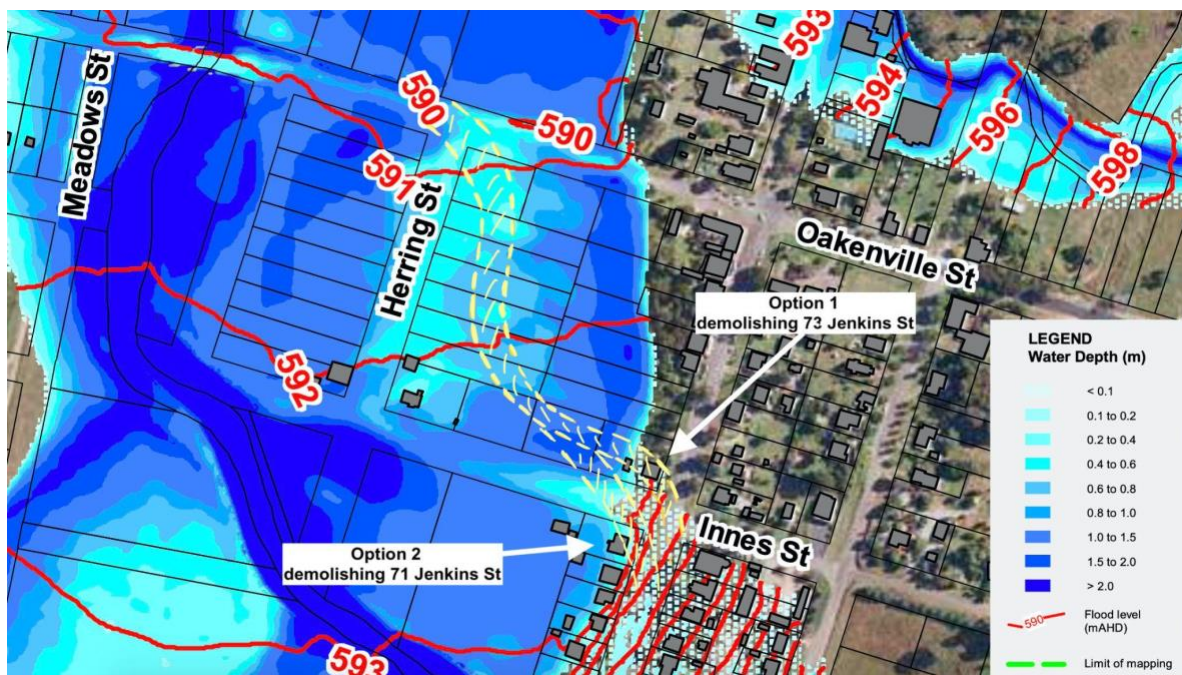 593
594
596
598
590
590
591
Meadows St
Herring St
Oakenville St
Option 1
demolishing 73 Jenkins St
592
Innes St
Option 2
demolishing 71 Jenkins St
593
LEGEND
Water Depth (m)
< 0.1
0.1 to 0.2
0.2 to 0.4
0.4 to 0.6
0.6 to 0.8
0.8 to 1.0
1.0 to 1.5
1.5 to 2.0
> 2.0
590
Flood level
(mAHD)
Limit of mapping